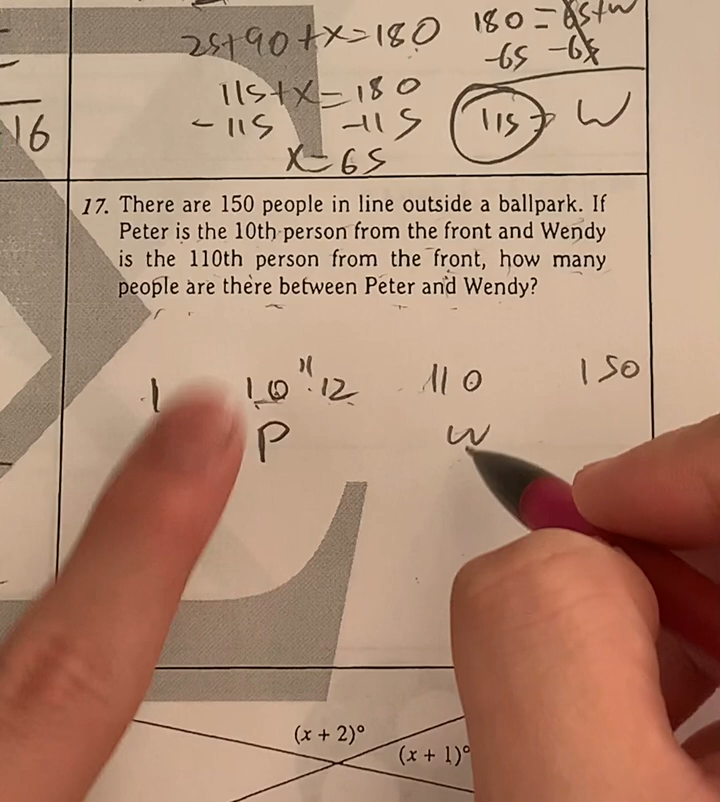 25+90+x=180
115+x=180
-115 -115
x=65
180=65+w
-65 -65
115= W
16
17. There are 150 people in line outside a ballpark. If
Peter is the 10th person from the front and Wendy
is the 110th person from the front, how many
people are there between Peter and Wendy?
1 10 11 12 110 150
P W
(x + 2)°
(x + 1)°